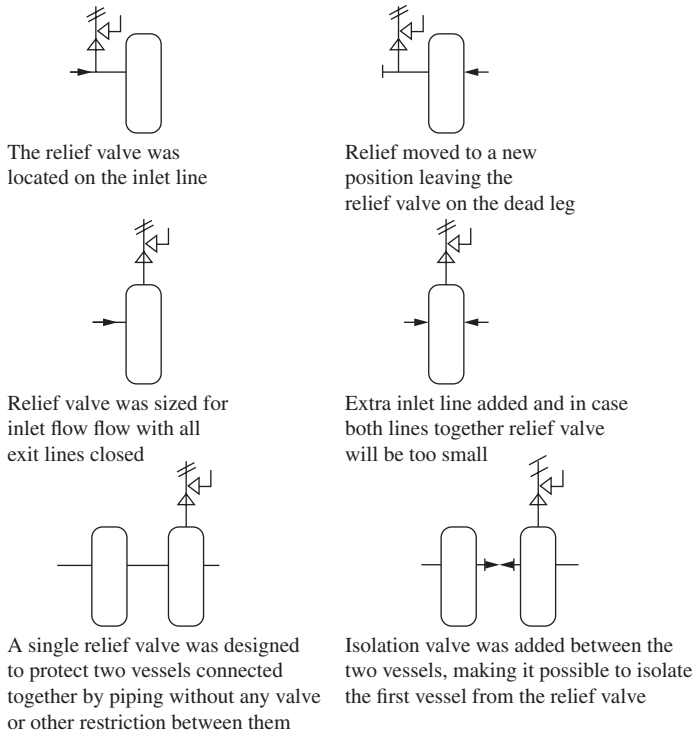 The relief valve was
located on the inlet line
Relief moved to a new
position leaving the
relief valve on the dead leg
Relief valve was sized for
inlet flow flow with all
exit lines closed
Extra inlet line added and in case
both lines together relief valve
will be too small
A single relief valve was designed
to protect two vessels connected
together by piping without any valve
or other restriction between them
Isolation valve was added between the
two vessels, making it possible to isolate
the first vessel from the relief valve